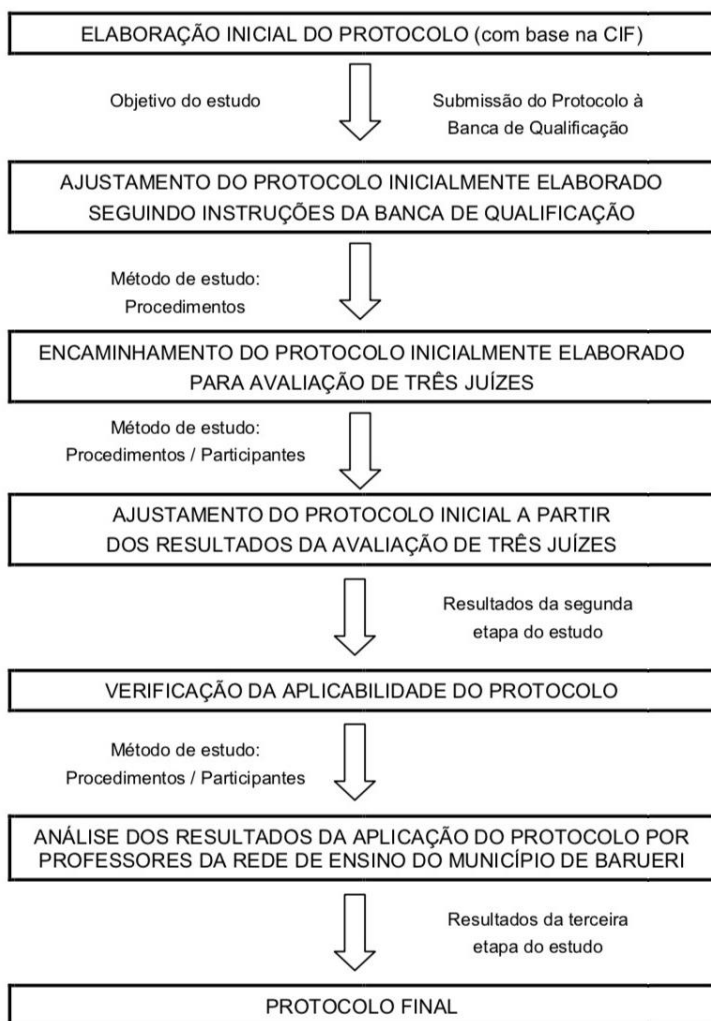 ELABORAÇÃO INICIAL DO PROTOCOLO (com base na CIF)
Objetivo do estudo
Submissão do Protocolo à
Banca de Qualificação
AJUSTAMENTO DO PROTOCOLO INICIALMENTE ELABORADO
SEGUINDO INSTRUÇÕES DA BANCA DE QUALIFICAÇÃO
Método de estudo:
Procedimentos
ENCAMINHAMENTO DO PROTOCOLO INICIALMENTE ELABORADO
PARA AVALIAÇÃO DE TRÊS JUÍZES
Método de estudo:
Procedimentos / Participantes
AJUSTAMENTO DO PROTOCOLO INICIAL A PARTIR
DOS RESULTADOS DA AVALIAÇÃO DE TRÊS JUÍZES
Resultados da segunda
etapa do estudo
VERIFICAÇÃO DA APLICABILIDADE DO PROTOCOLO
Método de estudo:
Procedimentos / Participantes
ANÁLISE DOS RESULTADOS DA APLICAÇÃO DO PROTOCOLO POR
PROFESSORES DA REDE DE ENSINO DO MUNICÍPIO DE BARUERI
Resultados da terceira
etapa do estudo
PROTOCOLO FINAL